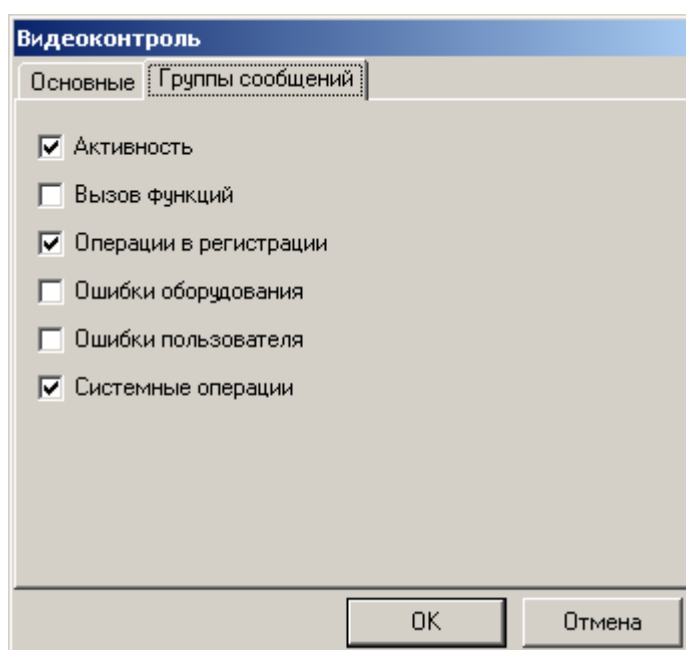 Видеоконтроль
Основные Группы сообщений
Активность
Вызов функций
Операции в регистрации
Ошибки оборудования
Ошибки пользователя
Системные операции
OK Отмена